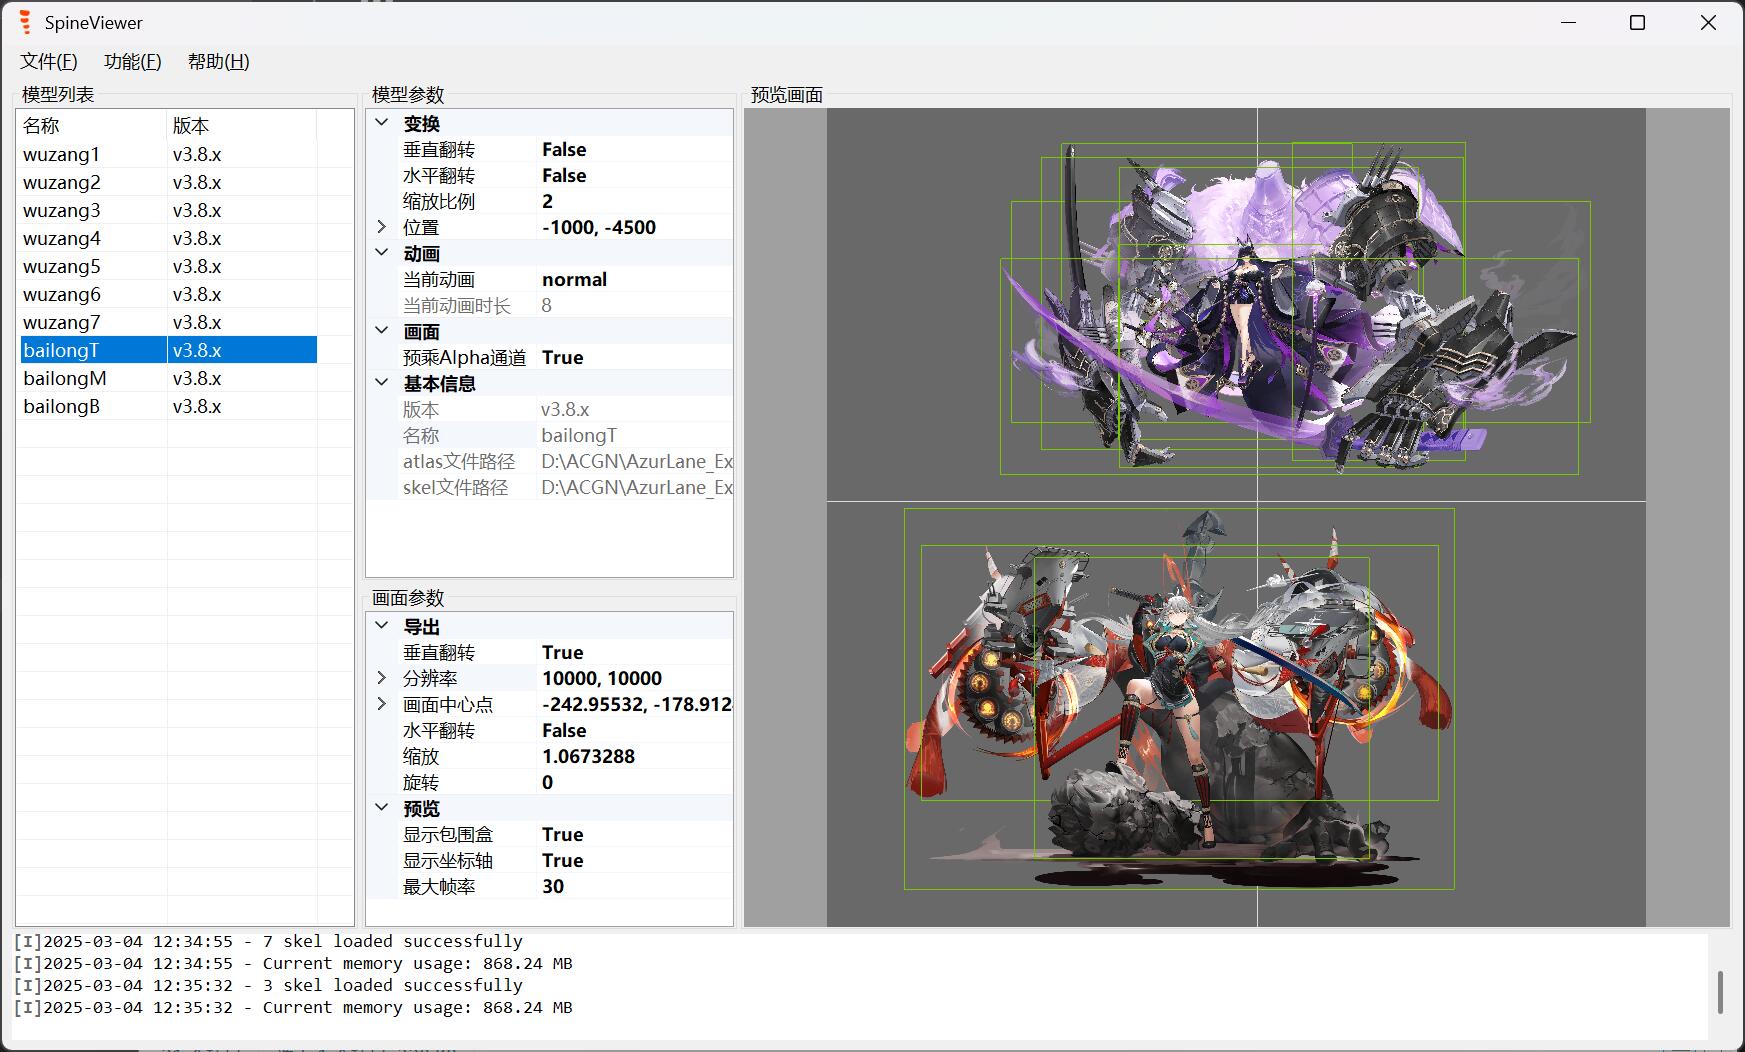 SpineViewer
文件(F) 功能(F) 帮助(H)
模型列表
名称 版本
wuzang1 v3.8.x
wuzang2 v3.8.x
wuzang3 v3.8.x
wuzang4 v3.8.x
wuzang5 v3.8.x
wuzang6 v3.8.x
wuzang7 v3.8.x
bailongT v3.8.x
bailongM v3.8.x
bailongB v3.8.x
模型参数
变换
垂直翻转 False
水平翻转 False
缩放比例 2
位置 -1000, -4500
动画
当前动画 normal
当前动画时长 8
画面
预乘Alpha通道 True
基本信息
版本 v3.8.x
名称 bailongT
atlas文件路径 D:\ACGN\AzurLane_Ex
skel文件路径 D:\ACGN\AzurLane_Ex
画面参数
导出
垂直翻转 True
分辨率 10000, 10000
画面中心点 -242.95532, -178.912
水平翻转 False
缩放 1.0673288
旋转 0
预览
显示包围盒 True
显示坐标轴 True
最大帧率 30
预览画面
[I]2025-03-04 12:34:55 - 7 skel loaded successfully
[I]2025-03-04 12:34:55 - Current memory usage: 868.24 MB
[I]2025-03-04 12:35:32 - 3 skel loaded successfully
[I]2025-03-04 12:35:32 - Current memory usage: 868.24 MB